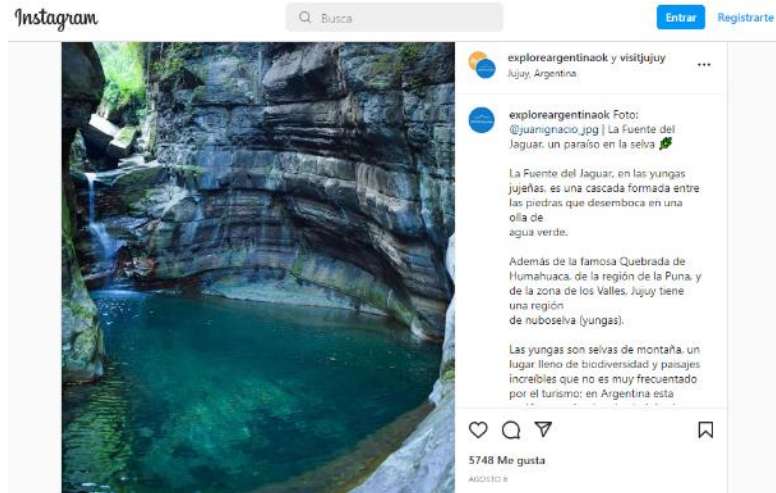 Instagram
Busca
Entrar
Registrarte
exploreargentinaok y visitjujuy
Jujuy, Argentina
exploreargentinaok Foto:
@juanignacio_jpg | La Fuente del
Jaguar, un paraíso en la selva 🌿
La Fuente del Jaguar, en las yungas
jujeñas, es una cascada formada entre
las piedras que desemboca en una
olla de
agua verde.
Además de la famosa Quebrada de
Humahuaca, de la región de la Puna, y
de la zona de los Valles, Jujuy tiene
una región
de nuboselva (yungas).
Las yungas son selvas de montaña, un
lugar lleno de biodiversidad y paisajes
increíbles que no es muy frecuentado
por el turismo; en Argentina esta
5748 Me gusta
AGOSTO 6